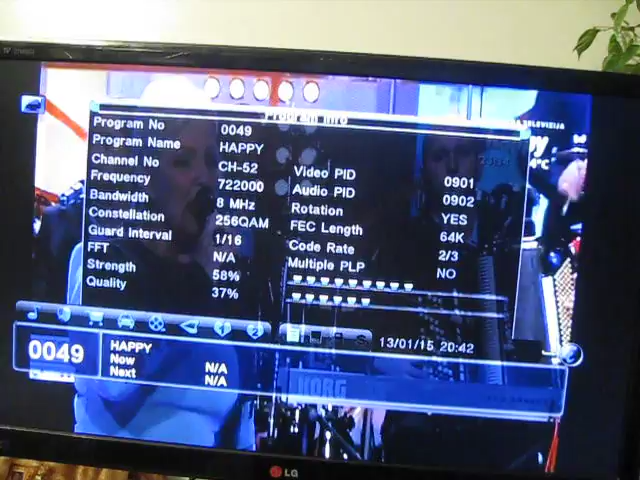 Program Info
Program No 0049
Program Name HAPPY
Channel No CH-52
Frequency 722000
Bandwidth 8 MHz
Constellation 256QAM
Guard Interval 1/16
FFT N/A
Strength 58%
Quality 37%
Video PID 0901
Audio PID 0902
Rotation YES
FEC Length 64K
Code Rate 2/3
Multiple PLP NO
TELEVIZIJA
13/01/15 20:42
0049
HAPPY
Now N/A
Next N/A
KORG
LG